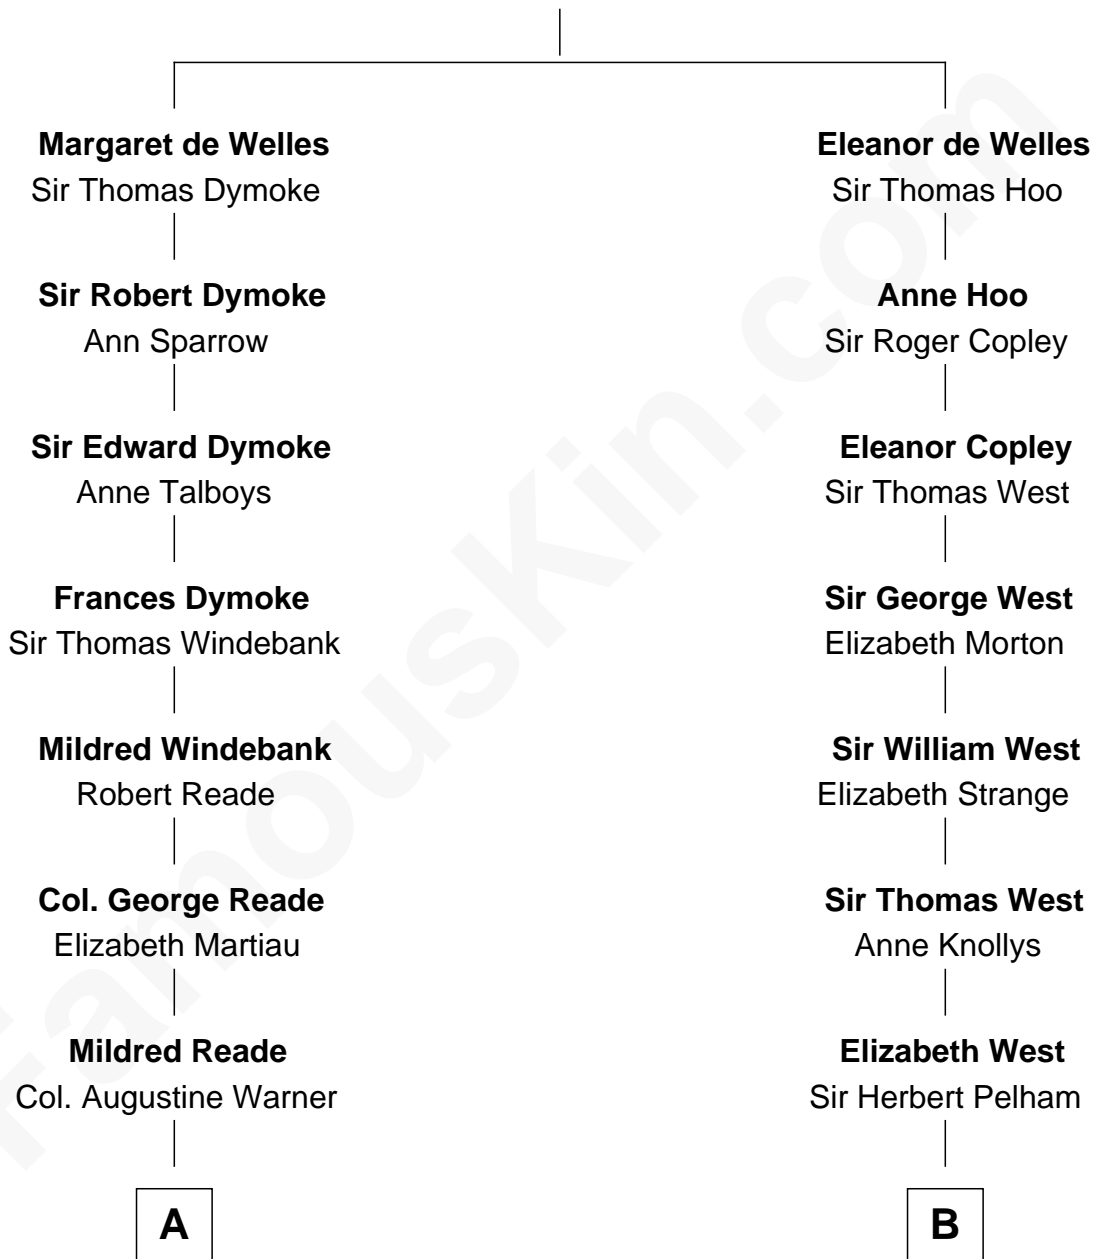 Margaret de Welles
Sir Thomas Dymoke
Sir Robert Dymoke
Ann Sparrow
Sir Edward Dymoke
Anne Talboys
Frances Dymoke
Sir Thomas Windebank
Mildred Windebank
Robert Reade
Col. George Reade
Elizabeth Martiau
Mildred Reade
Col. Augustine Warner
A
Eleanor de Welles
Sir Thomas Hoo
Anne Hoo
Sir Roger Copley
Eleanor Copley
Sir Thomas West
Sir George West
Elizabeth Morton
Sir William West
Elizabeth Strange
Sir Thomas West
Anne Knollys
Elizabeth West
Sir Herbert Pelham
B
FamousKin.com